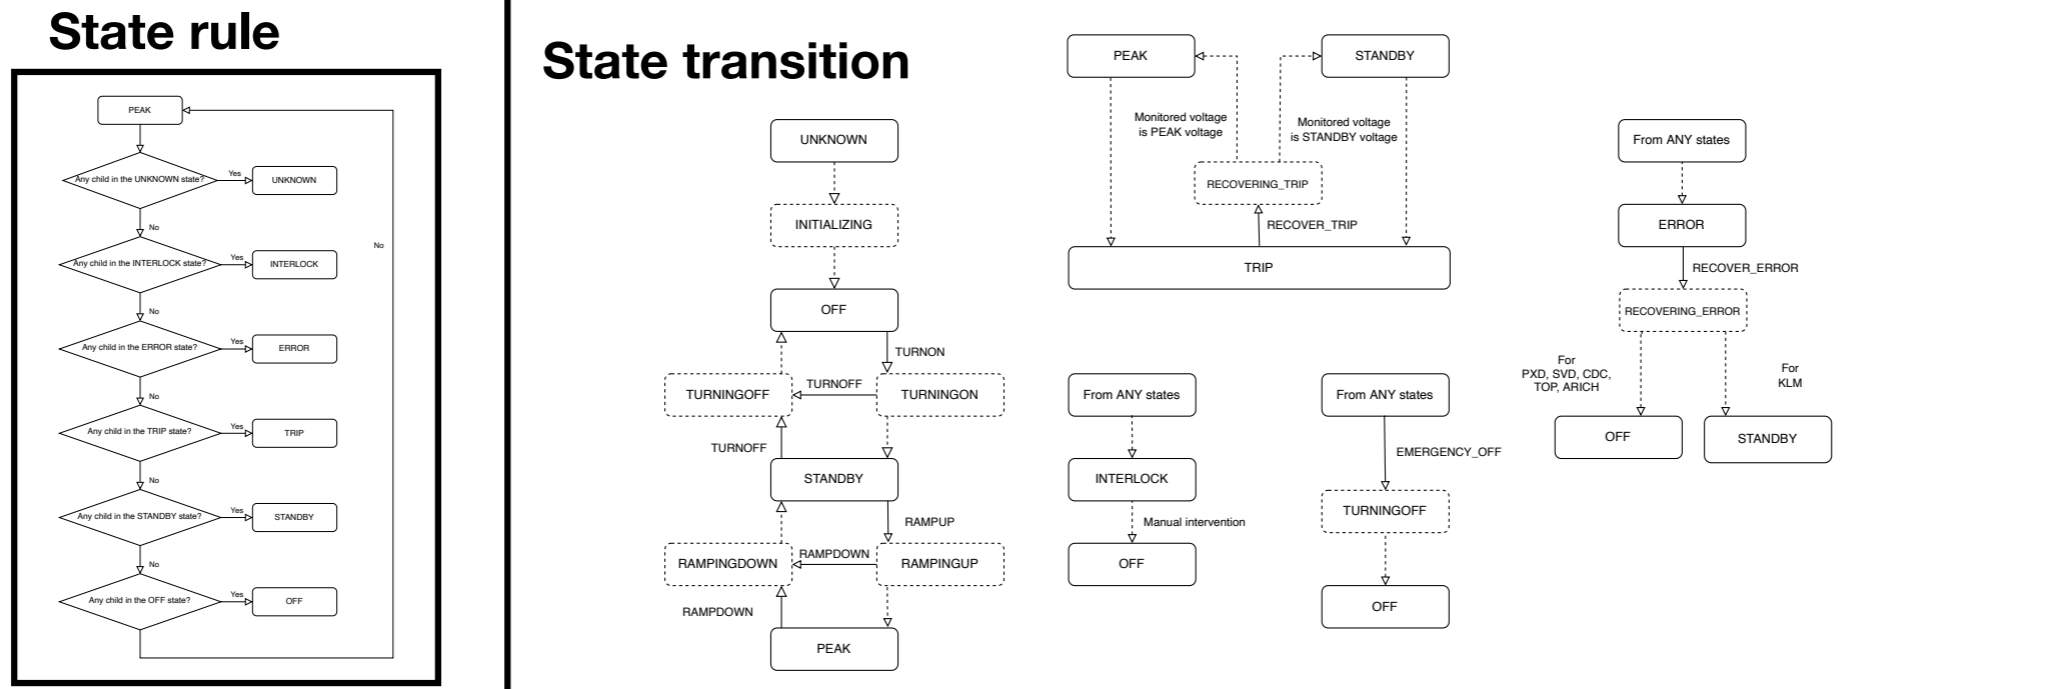 State rule
PEAK
Any child in the UNKNOWN state?
Yes
UNKNOWN
No
Any child in the INTERLOCK state?
Yes
INTERLOCK
No
No
Any child in the ERROR state?
Yes
ERROR
No
Any child in the TRIP state?
Yes
TRIP
No
Any child in the STANDBY state?
Yes
STANDBY
No
Any child in the OFF state?
Yes
OFF
State transition
UNKNOWN
INITIALIZING
OFF
TURNON
TURNINGOFF
TURNOFF
TURNINGON
TURNOFF
STANDBY
RAMPUP
RAMPINGDOWN
RAMPDOWN
RAMPINGUP
RAMPDOWN
PEAK
PEAK
STANDBY
Monitored voltage
is PEAK voltage
Monitored voltage
is STANDBY voltage
RECOVERING_TRIP
RECOVER_TRIP
TRIP
From ANY states
INTERLOCK
Manual intervention
OFF
From ANY states
EMERGENCY_OFF
TURNINGOFF
OFF
From ANY states
ERROR
RECOVER_ERROR
RECOVERING_ERROR
For
PXD, SVD, CDC,
TOP, ARICH
For
KLM
OFF
STANDBY